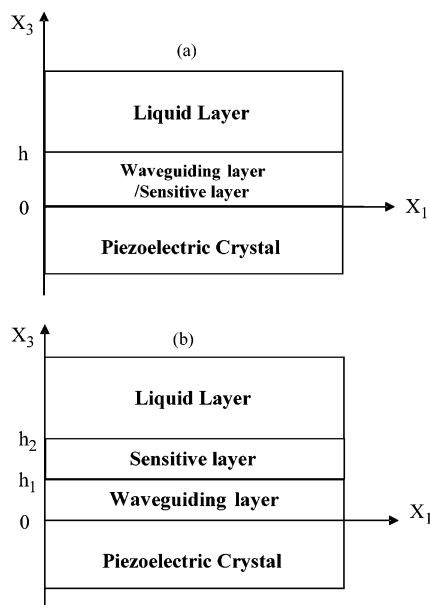 X3
(a)
Liquid Layer
h
Waveguiding layer
/Sensitive layer
0
X1
Piezoelectric Crystal
X3
(b)
Liquid Layer
h2
Sensitive layer
h1
Waveguiding layer
0
X1
Piezoelectric Crystal